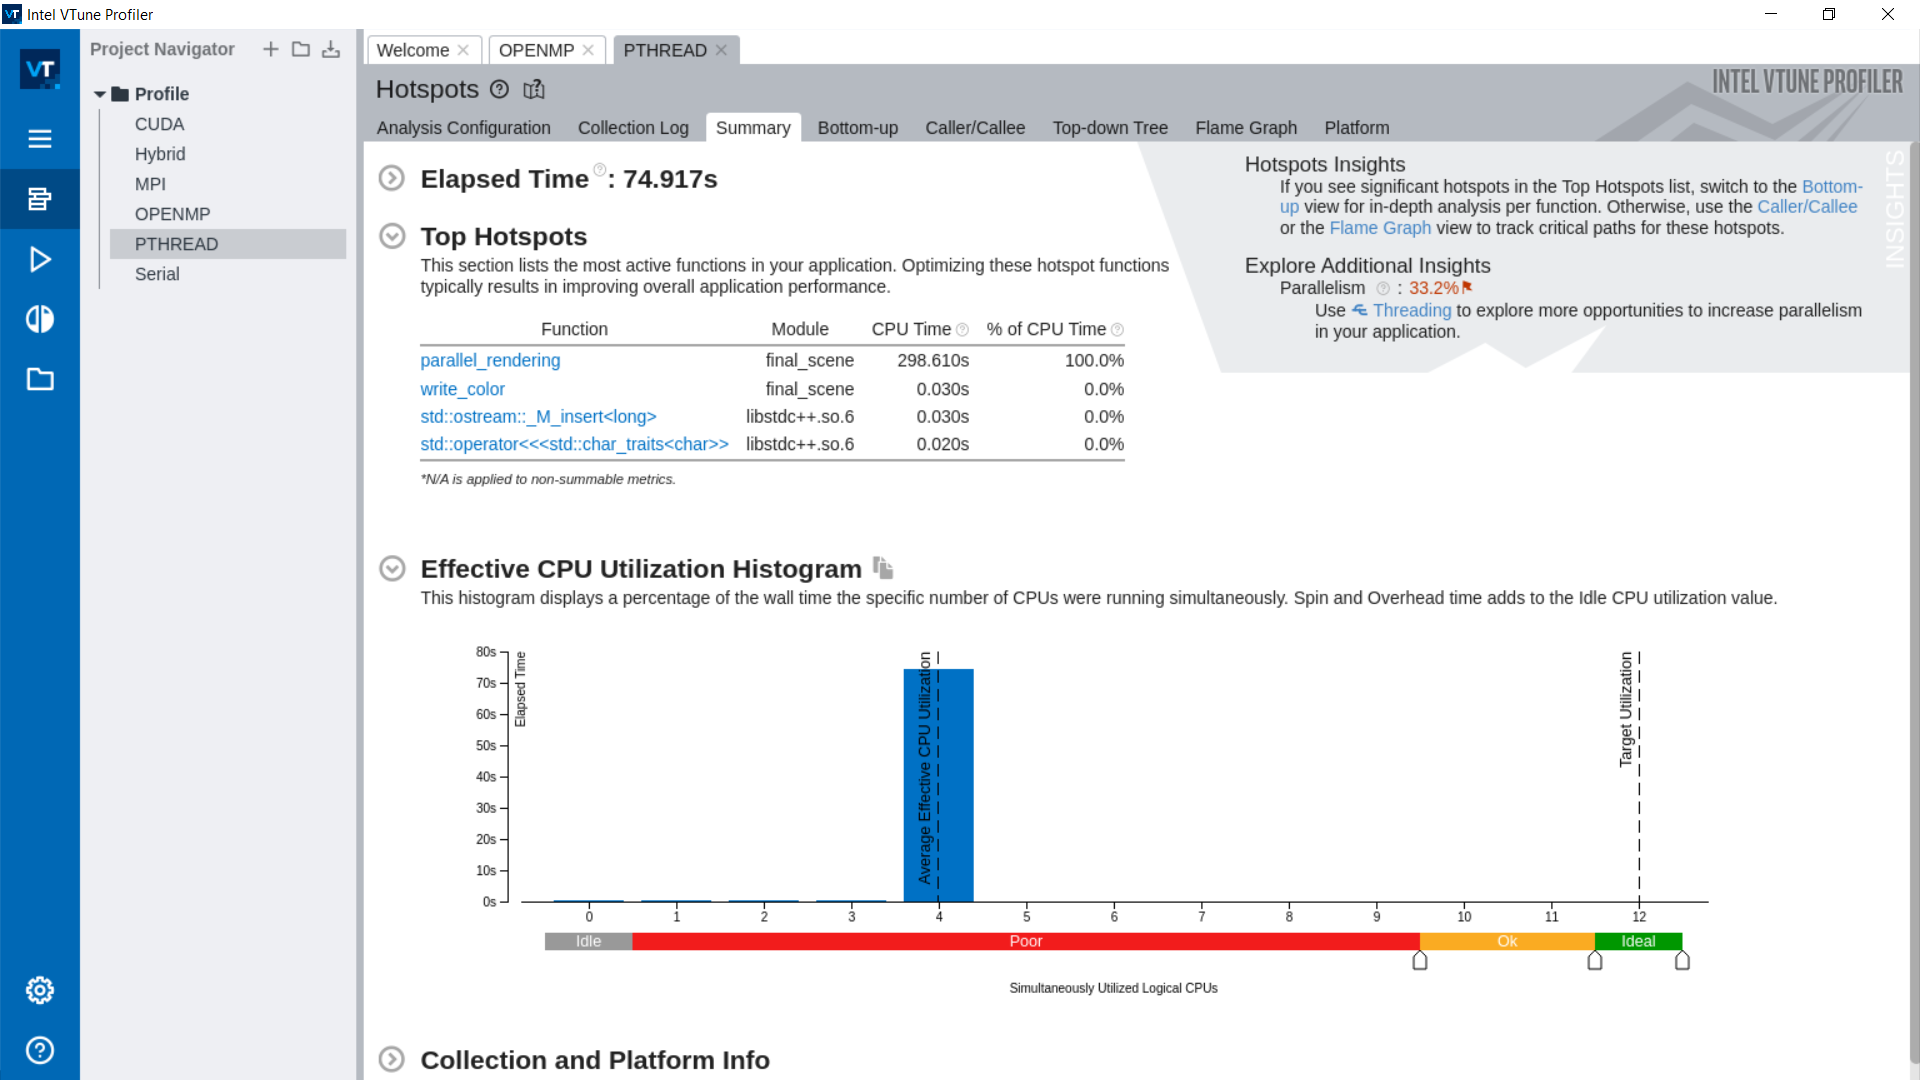 Intel VTune Profiler
VT
Project Navigator
Profile
CUDA
Hybrid
MPI
OPENMP
PTHREAD
Serial
Welcome
OPENMP
PTHREAD
Hotspots
INTEL VTUNE PROFILER
Analysis Configuration
Collection Log
Summary
Bottom-up
Caller/Callee
Top-down Tree
Flame Graph
Platform
Elapsed Time : 74.917s
Top Hotspots
This section lists the most active functions in your application. Optimizing these hotspot functions
typically results in improving overall application performance.
Function Module CPU Time % of CPU Time
parallel_rendering final_scene 298.610s 100.0%
write_color final_scene 0.030s 0.0%
std::ostream::_M_insert<long> libstdc++.so.6 0.030s 0.0%
std::operator<<<std::char_traits<char>> libstdc++.so.6 0.020s 0.0%
*N/A is applied to non-summable metrics.
Hotspots Insights
If you see significant hotspots in the Top Hotspots list, switch to the Bottom-
up view for in-depth analysis per function. Otherwise, use the Caller/Callee
or the Flame Graph view to track critical paths for these hotspots.
Explore Additional Insights
Parallelism : 33.2%
Use Threading to explore more opportunities to increase parallelism
in your application.
INSIGHTS
Effective CPU Utilization Histogram
This histogram displays a percentage of the wall time the specific number of CPUs were running simultaneously. Spin and Overhead time adds to the Idle CPU utilization value.
80s
70s
60s
50s
40s
30s
20s
10s
0s
Elapsed Time
Average Effective CPU Utilization
Target Utilization
0 1 2 3 4 5 6 7 8 9 10 11 12
Idle Poor Ok Ideal
Simultaneously Utilized Logical CPUs
Collection and Platform Info